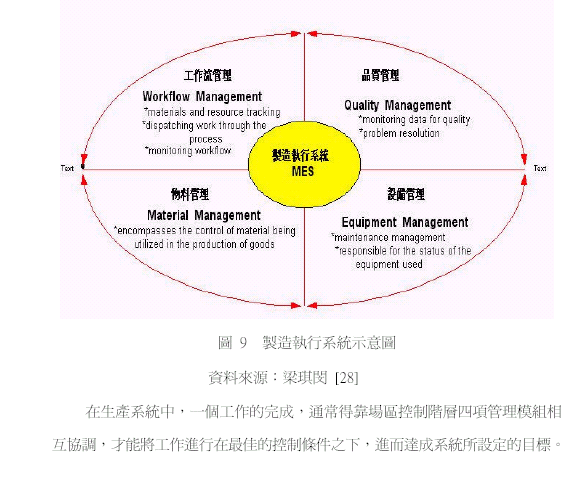 工作流管理
Workflow Management
*materials and resource tracking
*dispatching work through the
process
*monitoring workflow
品質管理
Quality Management
*monitoring data for quality
*problem resolution
製造執行系統
MES
Text
Text
物料管理
Material Management
*encompasses the control of material being
utilized in the production of goods
設備管理
Equipment Management
*maintenance management
*responsible for the status of the
equipment used
圖 9 製造執行系統示意圖
資料來源：梁琪閔 [28]
在生產系統中，一個工作的完成，通常得靠場區控制階層四項管理模組相
互協調，才能將工作進行在最佳的控制條件之下，進而達成系統所設定的目標。